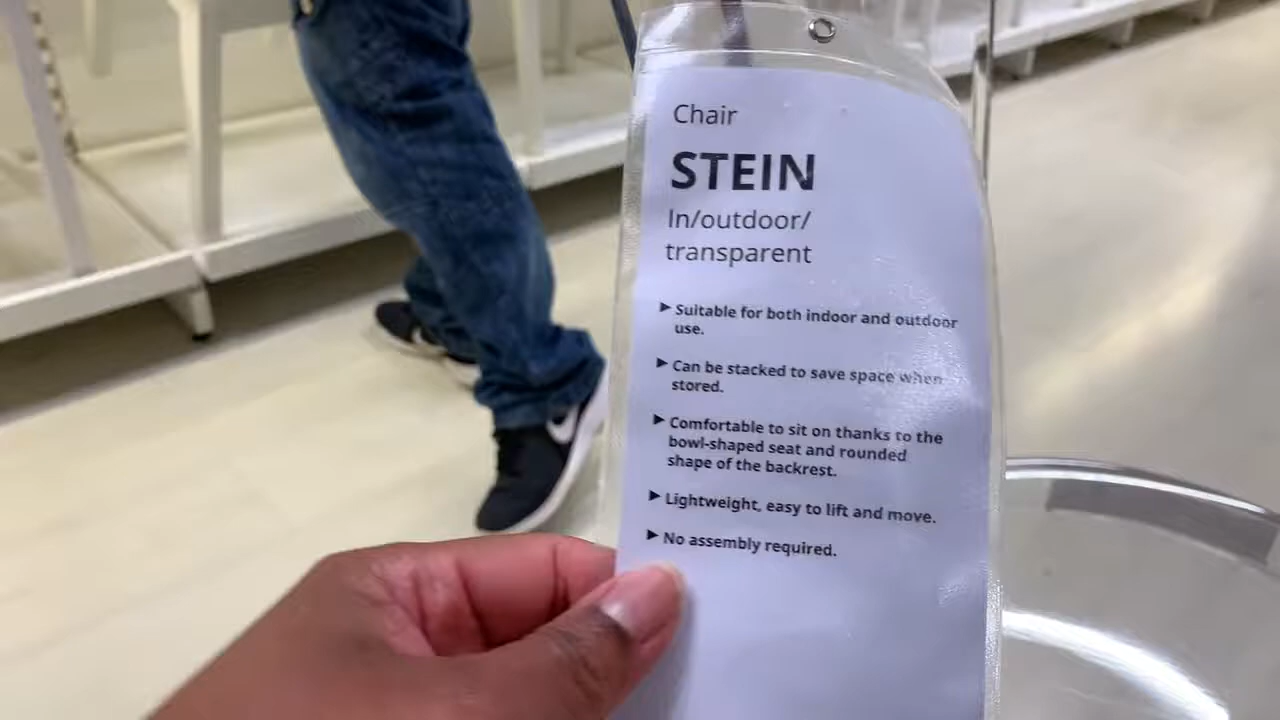 Chair
STEIN
In/outdoor/
transparent
▶ Suitable for both indoor and outdoor
use.
▶ Can be stacked to save space when
stored.
▶ Comfortable to sit on thanks to the
bowl-shaped seat and rounded
shape of the backrest.
▶ Lightweight, easy to lift and move.
▶ No assembly required.